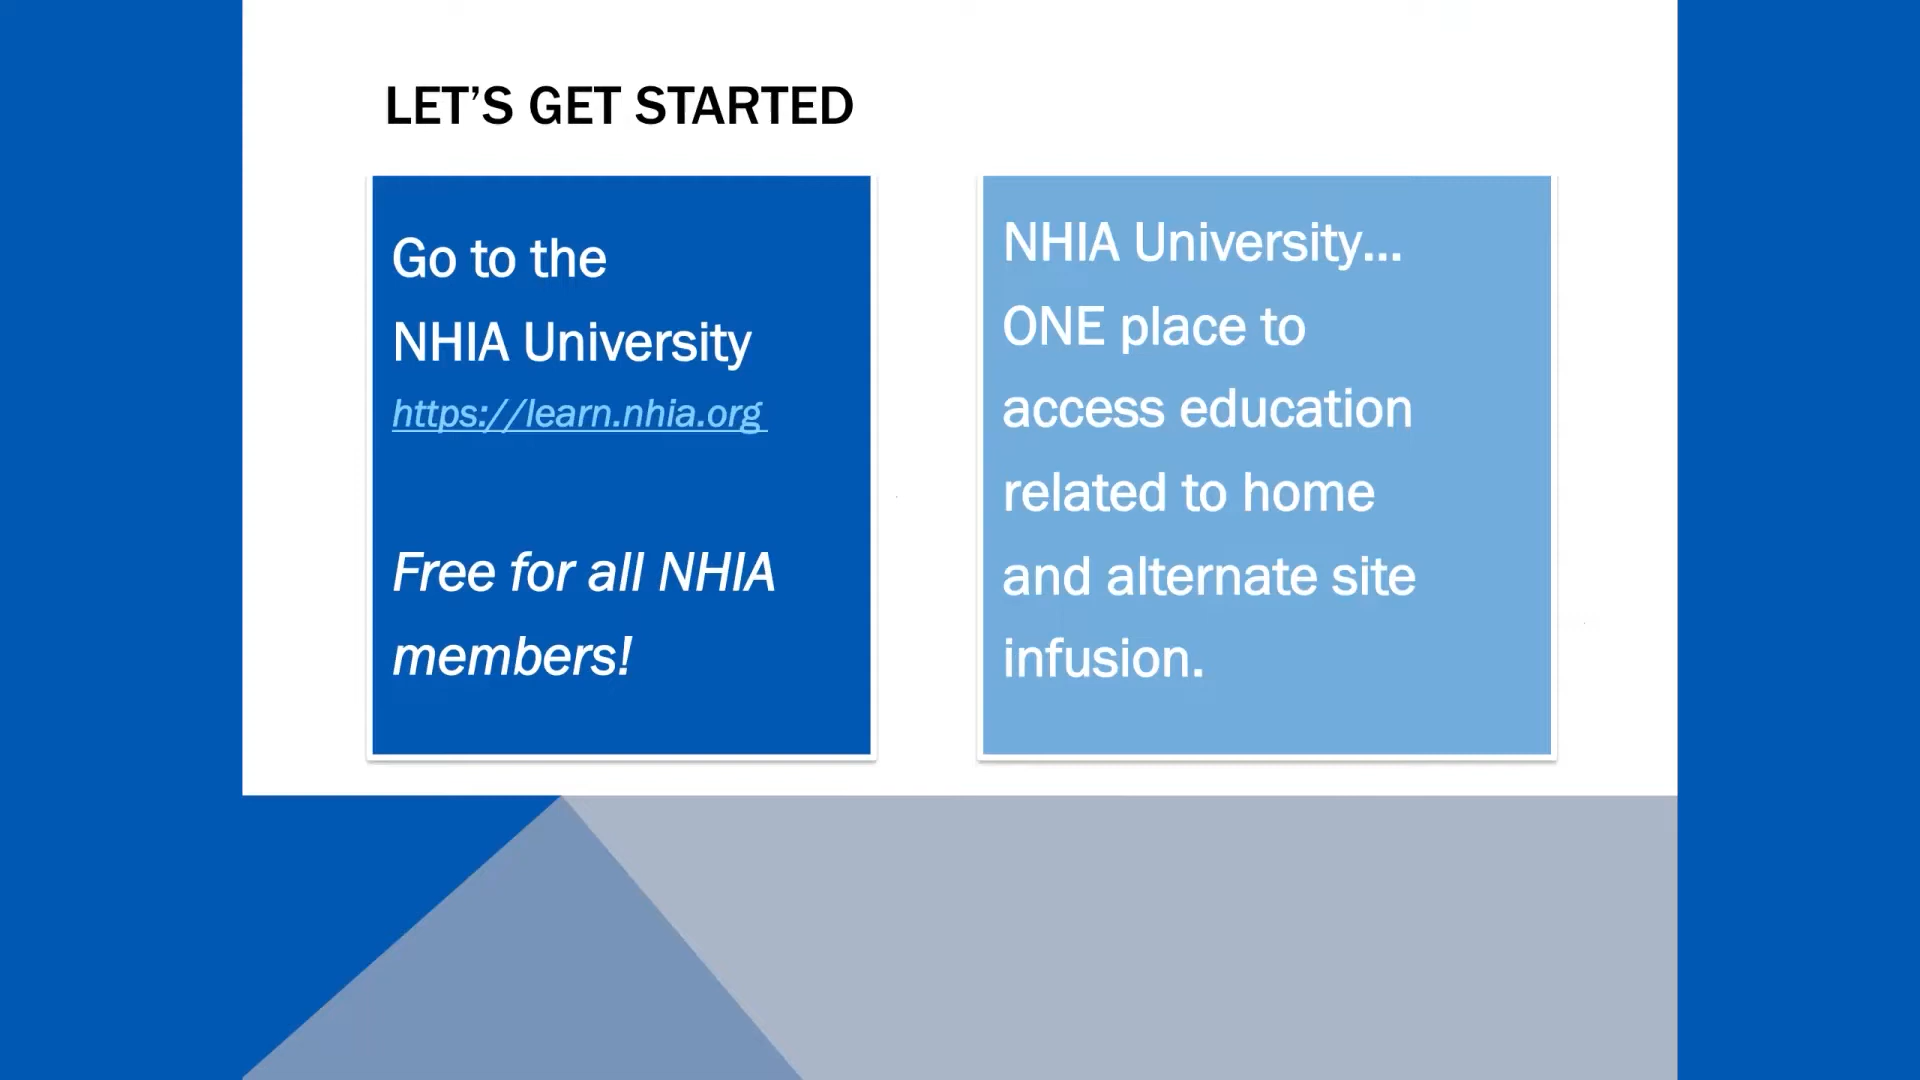 LET’S GET STARTED
Go to the
NHIA University
https://learn.nhia.org
Free for all NHIA
members!
NHIA University...
ONE place to
access education
related to home
and alternate site
infusion.